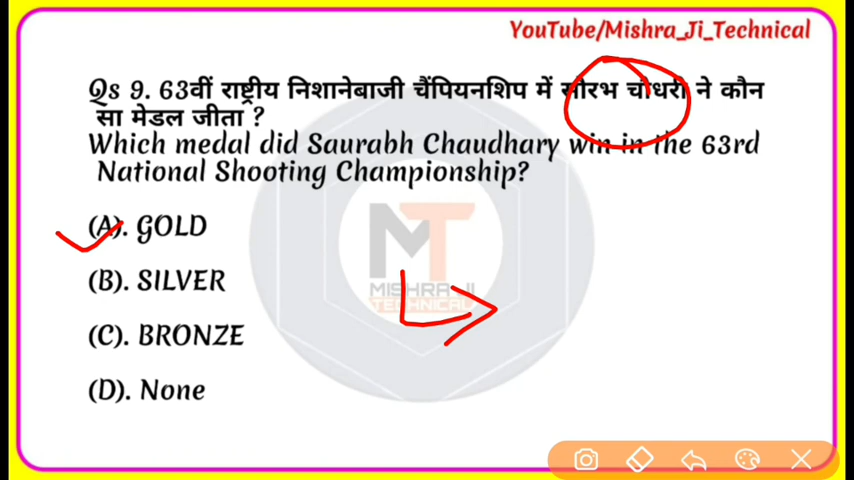 YouTube/Mishra_Ji_Technical
Qs 9. 63वीं राष्ट्रीय निशानेबाजी चैंपियनशिप में सौरभ चौधरी ने कौन
सा मेडल जीता ?
Which medal did Saurabh Chaudhary win in the 63rd
National Shooting Championship?
(A). GOLD
(B). SILVER
MT
MISHRA JI
TECHNICAL
(C). BRONZE
(D). None